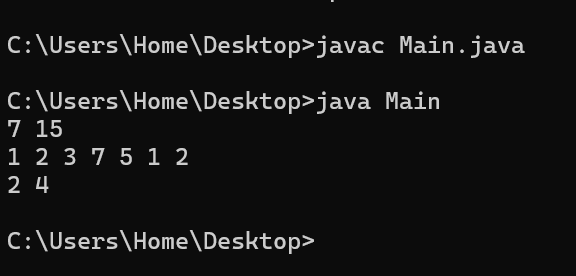 C:\Users\Home\Desktop>javac Main.java
C:\Users\Home\Desktop>java Main
7 15
1 2 3 7 5 1 2
2 4
C:\Users\Home\Desktop>